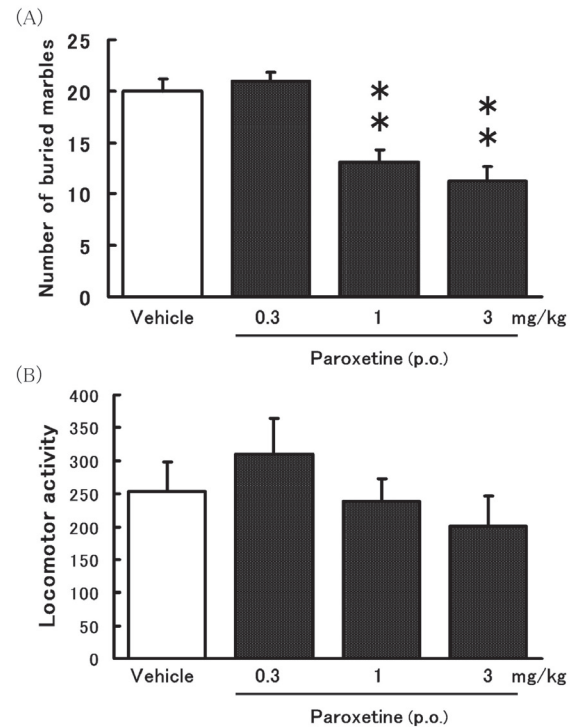 (A)
Number of buried marbles
25
20
15
10
5
0
**
**
Vehicle 0.3 1 3 mg/kg
Paroxetine (p.o.)
(B)
Locomotor activity
400
350
300
250
200
150
100
50
0
Vehicle 0.3 1 3 mg/kg
Paroxetine (p.o.)